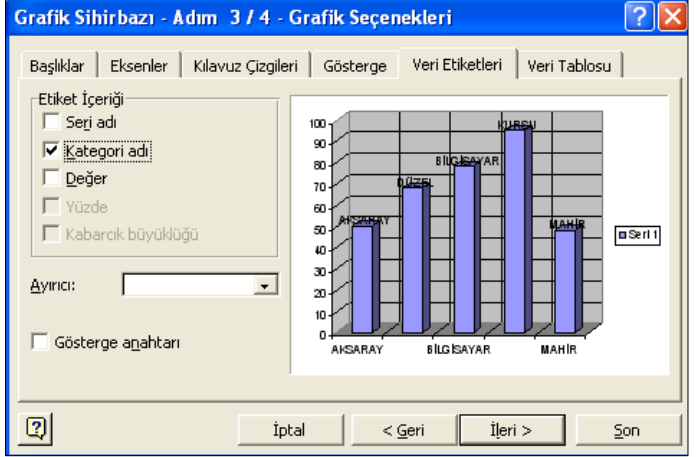 Grafik Sihirbazı - Adım 3 / 4 - Grafik Seçenekleri
Başlıklar Eksenler Kılavuz Çizgileri Gösterge Veri Etiketleri Veri Tablosu
Etiket İçeriği
Seri adı
Kategori adı
Değer
Yüzde
Kabarcık büyüklüğü
Ayırıcı:
Gösterge anahtarı
100
90
80
70
60
50
40
30
20
10
0
KURSU
BİLGİSAYAR
DÜZEL
AKSARAY
MAHİR
Seri 1
AKSARAY BİLGİSAYAR MAHİR
İptal < Geri İleri > Son